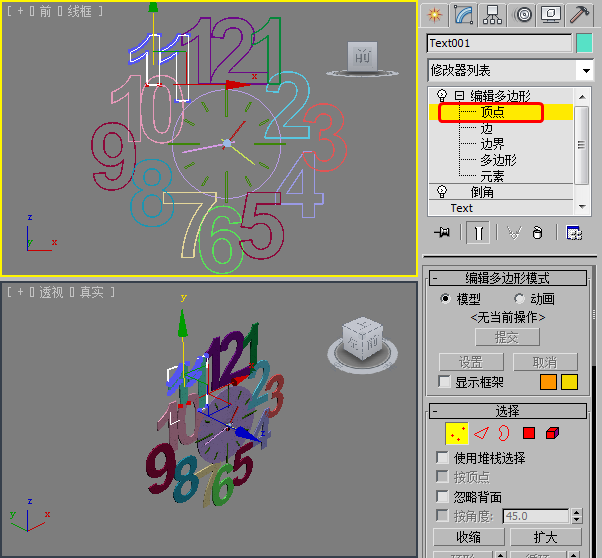 [ + ▯ 前 ▯ 线框 ]
11
12
1
10
2
9
3
8
4
7
6
5
前
x
z
y
x
[ + ▯ 透视 ▯ 真实 ]
y
12
1
2
10
3
9
8
7
6
5
前
z
y
x
Text001
修改器列表
编辑多边形
顶点
边
边界
多边形
元素
倒角
Text
- 编辑多边形模式
模型 动画
<无当前操作>
提交
设置 取消
显示框架
- 选择
使用堆栈选择
按顶点
忽略背面
按角度: 45.0
收缩 扩大